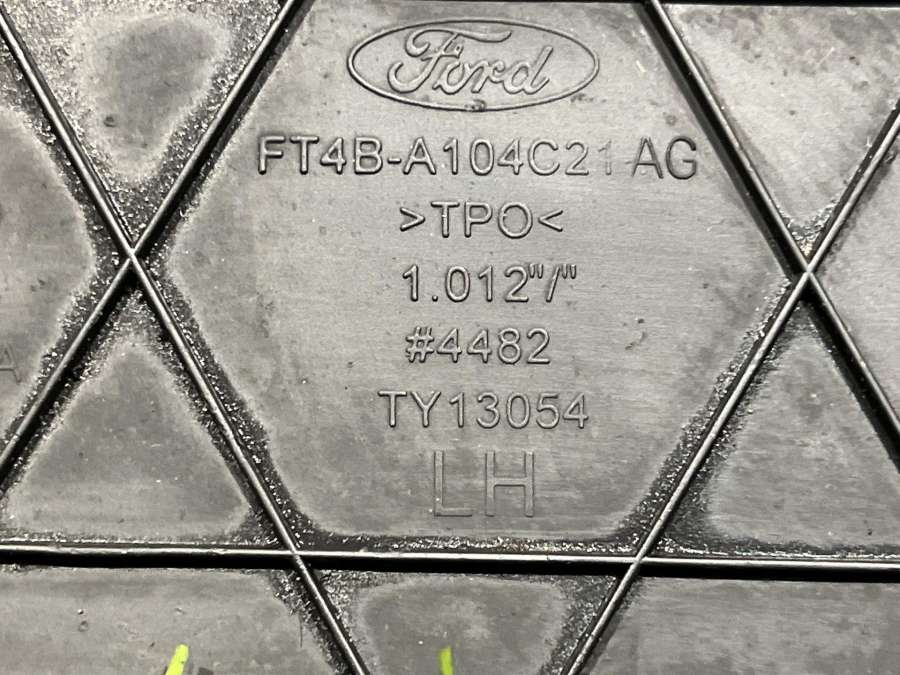 Ford
FT4B-A104C21-AG
>TPO<
1.012"/"
#4482
TY13054
LH
A